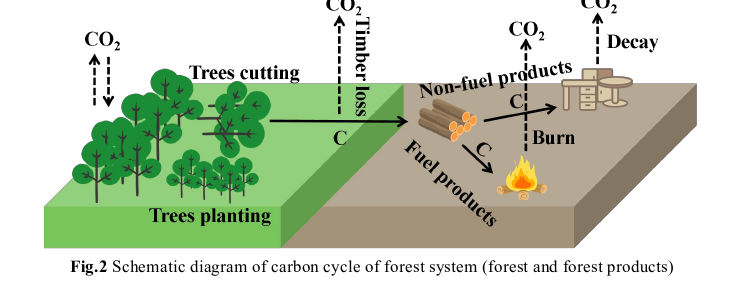 CO2
CO2
CO2
CO2
Timber loss
Decay
Trees cutting
Non-fuel products
C
C
Burn
C
Fuel products
Trees planting
Fig.2 Schematic diagram of carbon cycle of forest system (forest and forest products)